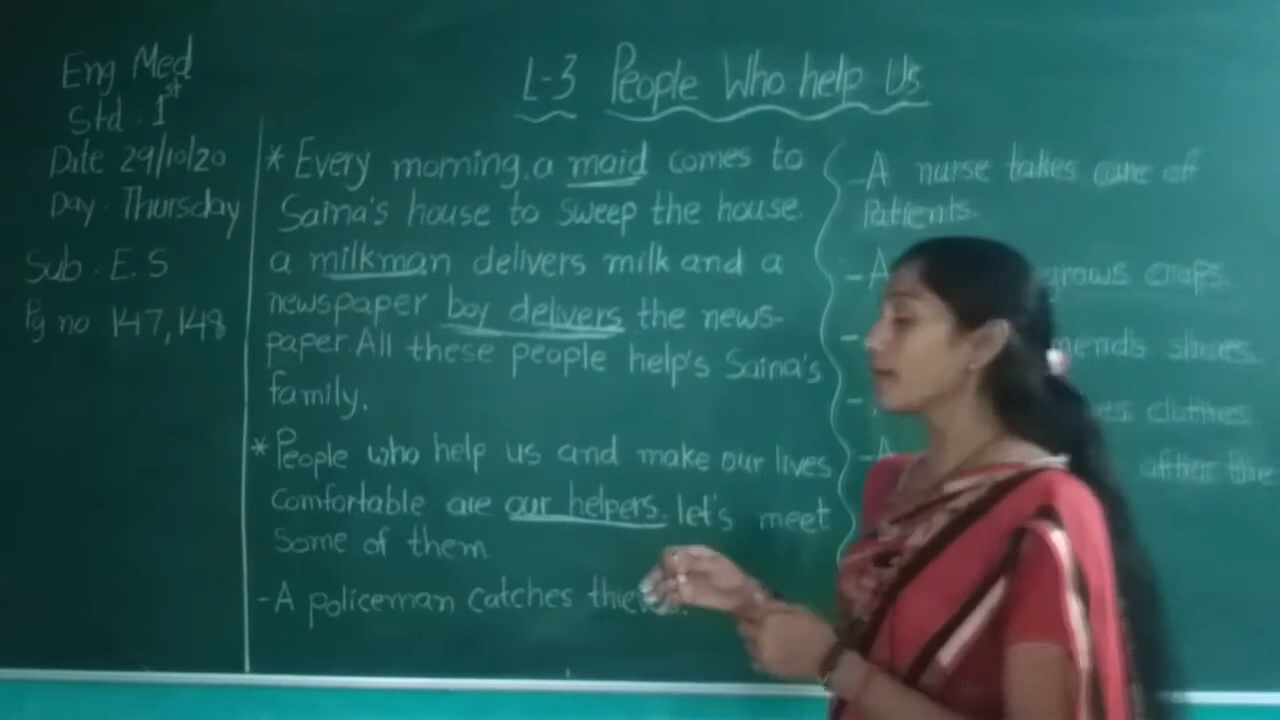 Eng Med
Std. 1st
Date 29/10/20
Day. Thursday
Sub. E. S
Pg no 147, 148
L-3 People Who help Us
* Every morning, a maid comes to
Saina's house to sweep the house.
a milkman delivers milk and a
newspaper boy delivers the news-
paper. All these people help's Saina's
family.
* People who help us and make our lives
comfortable are our helpers. let's meet
Some of them
- A policeman catches
- A nurse takes care of
Patients.
- A grows crops.
- mends shoes
- clothes
- A after the